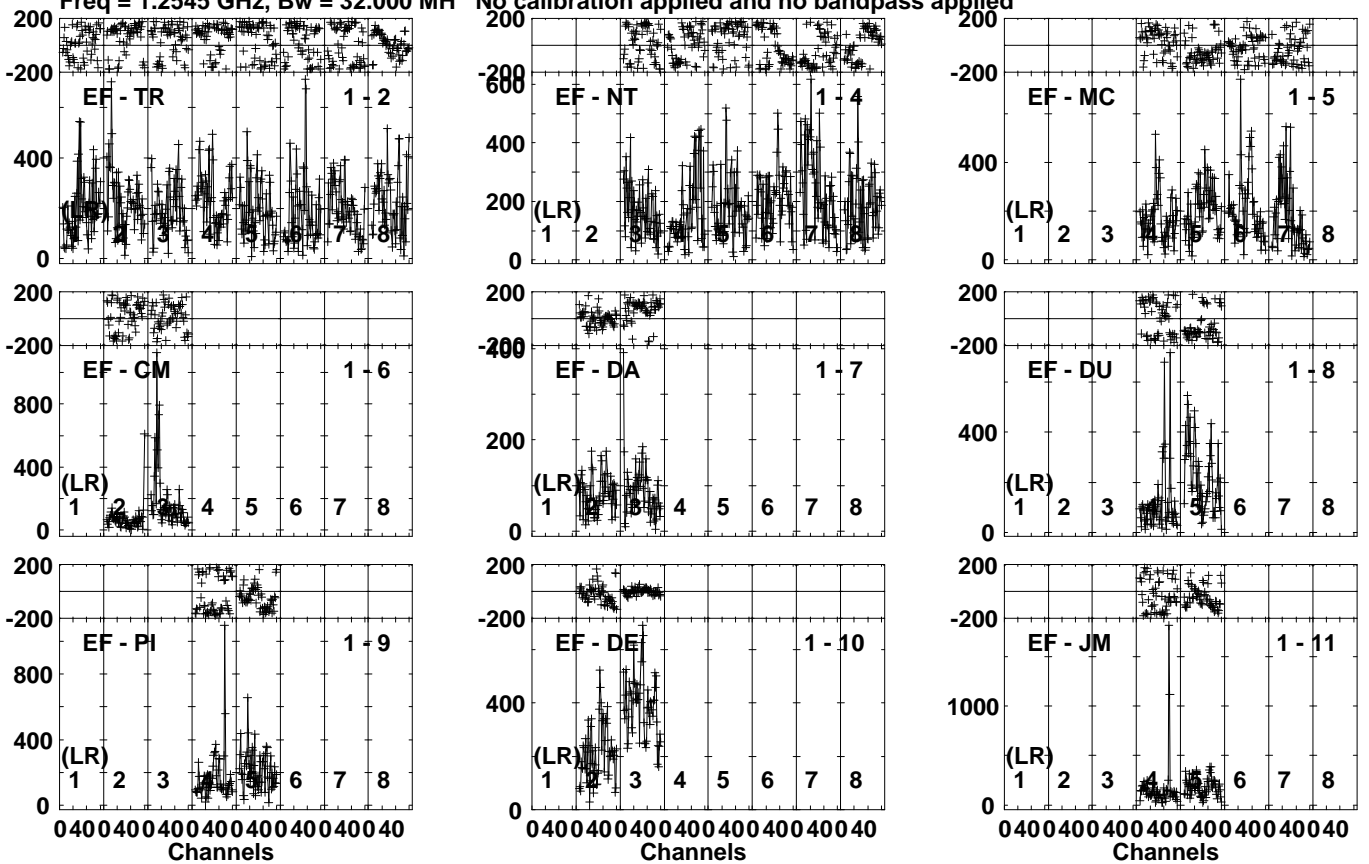 Freq = 1.2545 GHz, Bw = 32.000 MH   No calibration applied and no bandpass applied
200
-200
EF - TR 1 - 2
400
(LR)
1 2 3 4 5 6 7 8
0
200
-200
600
EF - NT 1 - 4
400
200
(LR)
1 2 3 4 5 6 7 8
0
200
-200
EF - MC 1 - 5
400
(LR)
1 2 3 4 5 6 7 8
0
200
-200
EF - CM 1 - 6
800
400
(LR)
1 2 3 4 5 6 7 8
0
200
-200
400
EF - DA 1 - 7
200
(LR)
1 2 3 4 5 6 7 8
0
200
-200
EF - DU 1 - 8
400
(LR)
1 2 3 4 5 6 7 8
0
200
-200
EF - PI 1 - 9
800
400
(LR)
1 2 3 4 5 6 7 8
0
0 40 0 40 0 40 0 40 0 40 0 40 0 40 0 40
Channels
200
-200
EF - DE 1 - 10
400
(LR)
1 2 3 4 5 6 7 8
0
0 40 0 40 0 40 0 40 0 40 0 40 0 40 0 40
Channels
200
-200
EF - JM 1 - 11
1000
(LR)
1 2 3 4 5 6 7 8
0
0 40 0 40 0 40 0 40 0 40 0 40 0 40 0 40
Channels